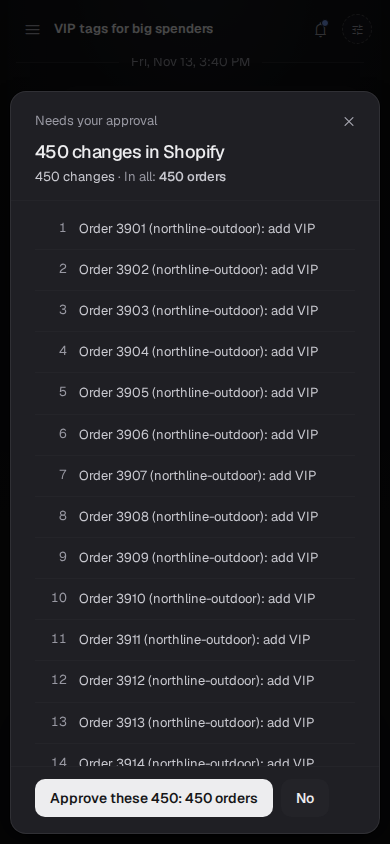 VIP tags for big spenders
Fri, Nov 13, 3:40 PM
Needs your approval
450 changes in Shopify
450 changes · In all: 450 orders
1 Order 3901 (northline-outdoor): add VIP
2 Order 3902 (northline-outdoor): add VIP
3 Order 3903 (northline-outdoor): add VIP
4 Order 3904 (northline-outdoor): add VIP
5 Order 3905 (northline-outdoor): add VIP
6 Order 3906 (northline-outdoor): add VIP
7 Order 3907 (northline-outdoor): add VIP
8 Order 3908 (northline-outdoor): add VIP
9 Order 3909 (northline-outdoor): add VIP
10 Order 3910 (northline-outdoor): add VIP
11 Order 3911 (northline-outdoor): add VIP
12 Order 3912 (northline-outdoor): add VIP
13 Order 3913 (northline-outdoor): add VIP
14 Order 3914 (northline-outdoor): add VIP
Approve these 450: 450 orders
No